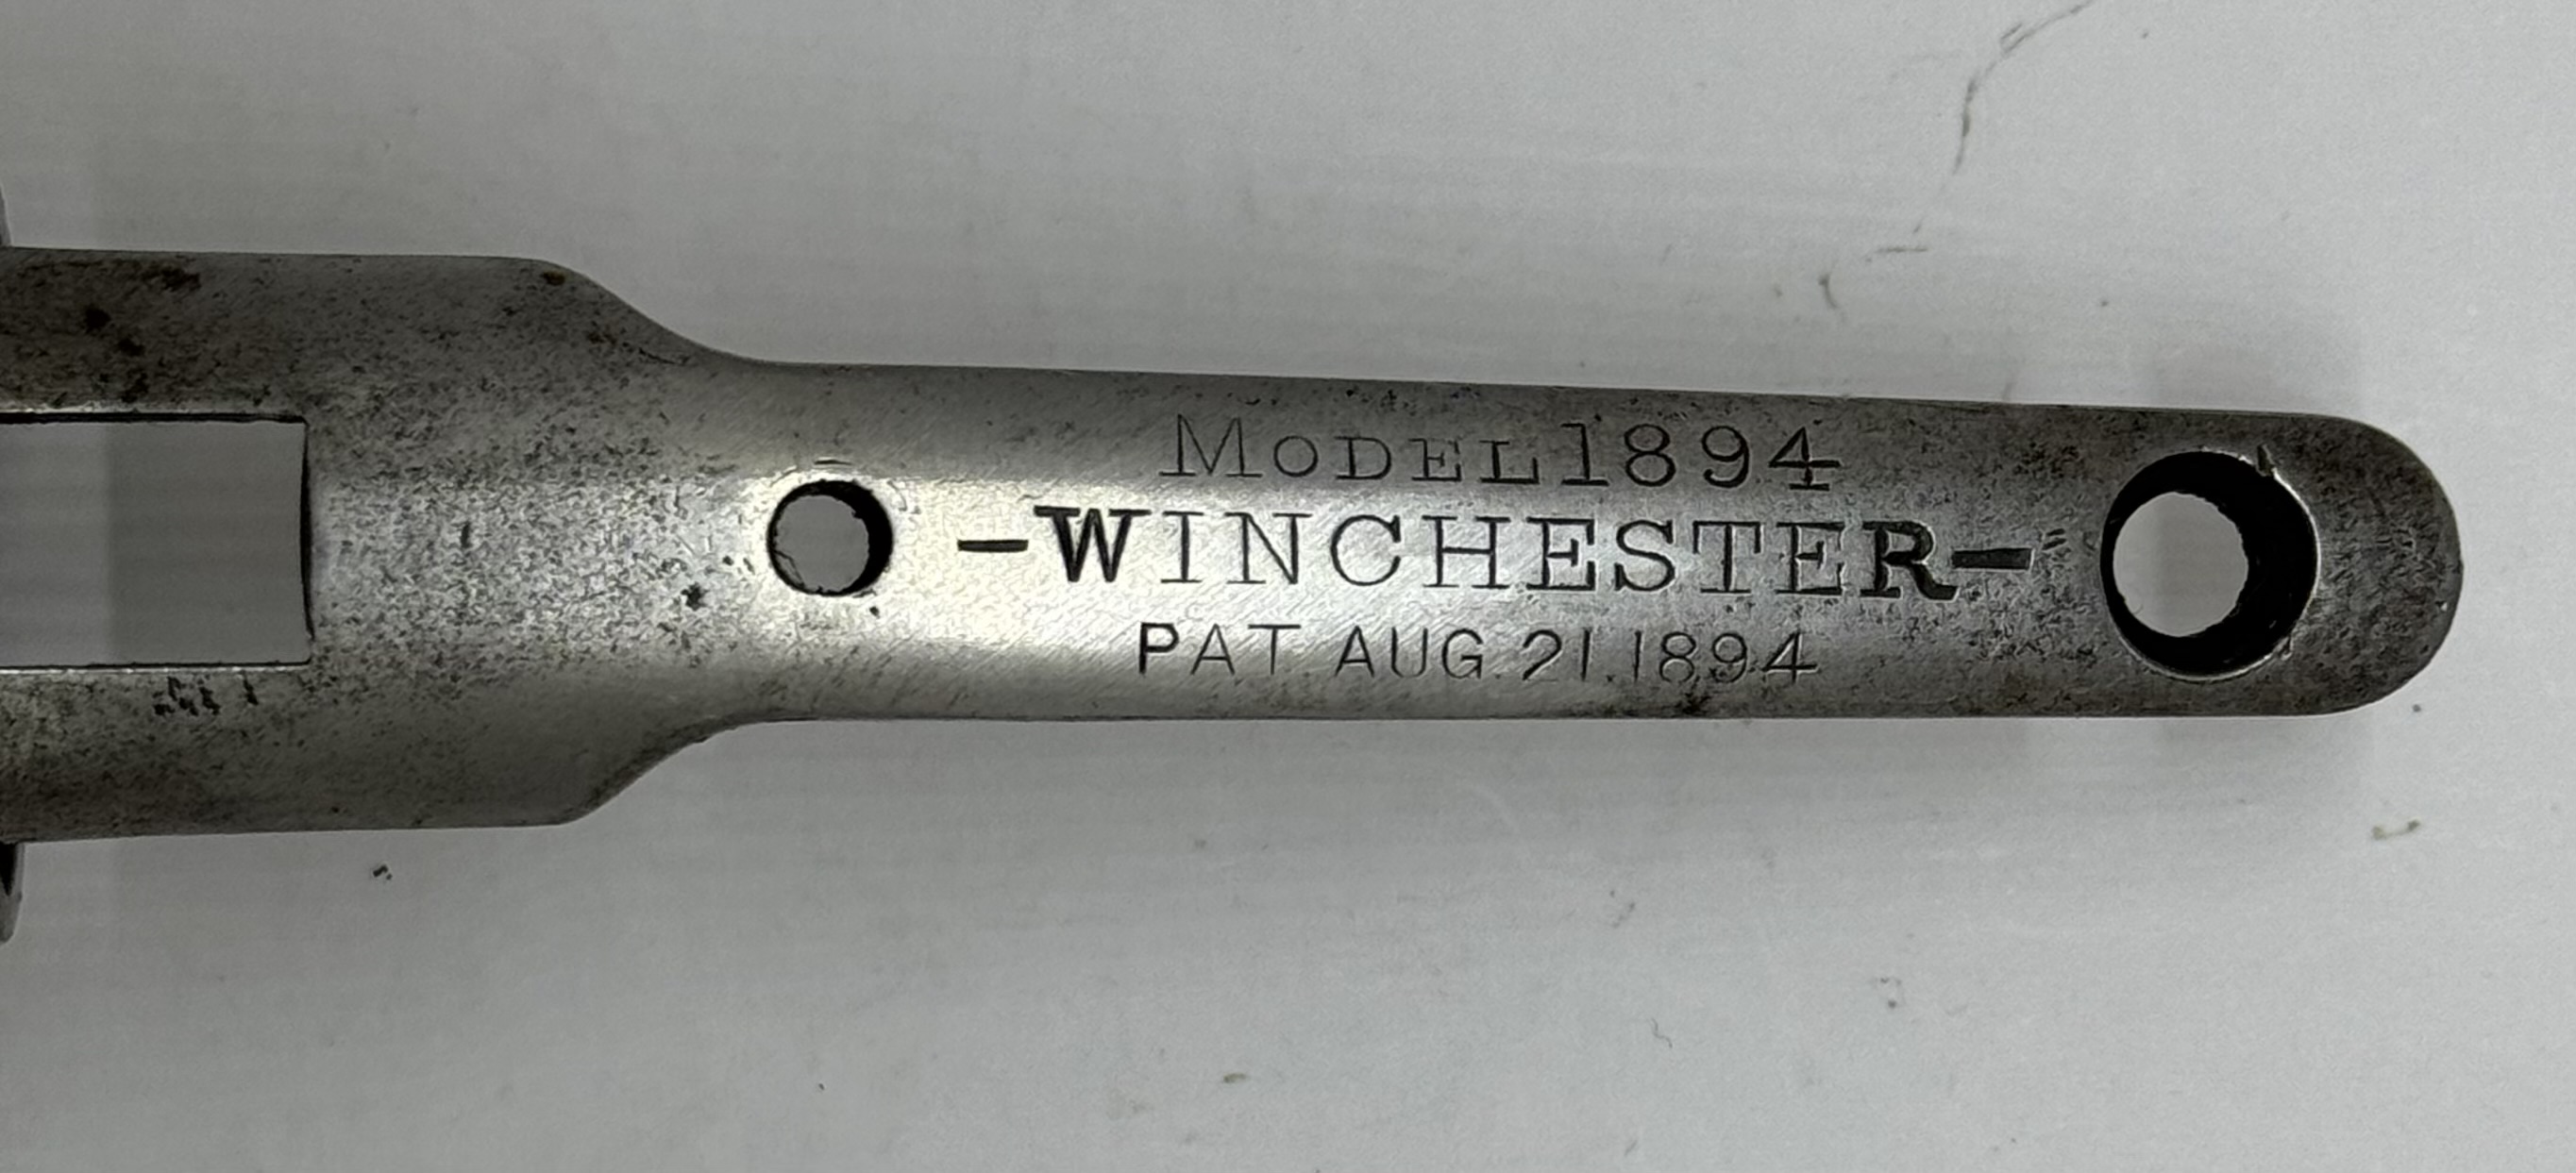 MODEL 1894
-WINCHESTER-
PAT AUG. 21. 1894